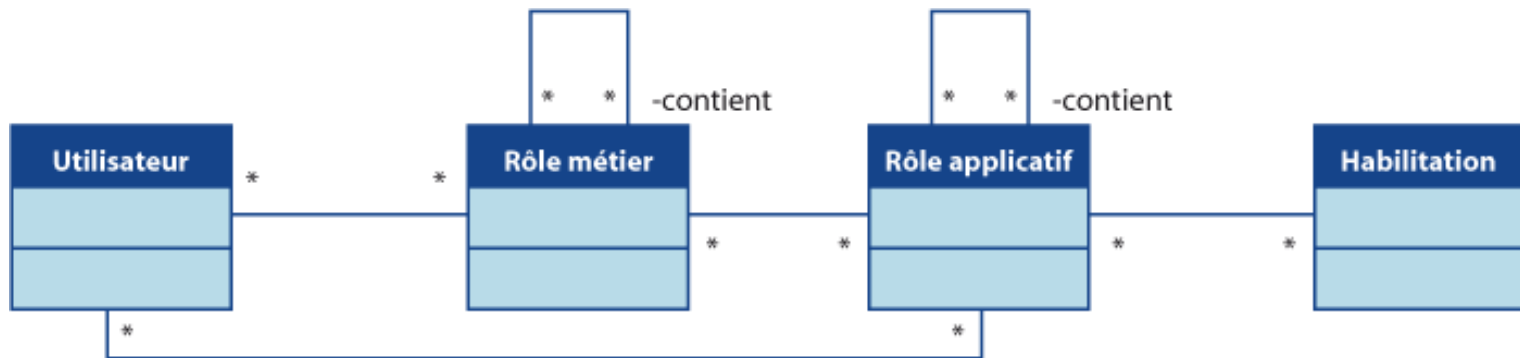 * * -contient
* * -contient
Utilisateur
Rôle métier
Rôle applicatif
Habilitation
* *
* *
* *
* *